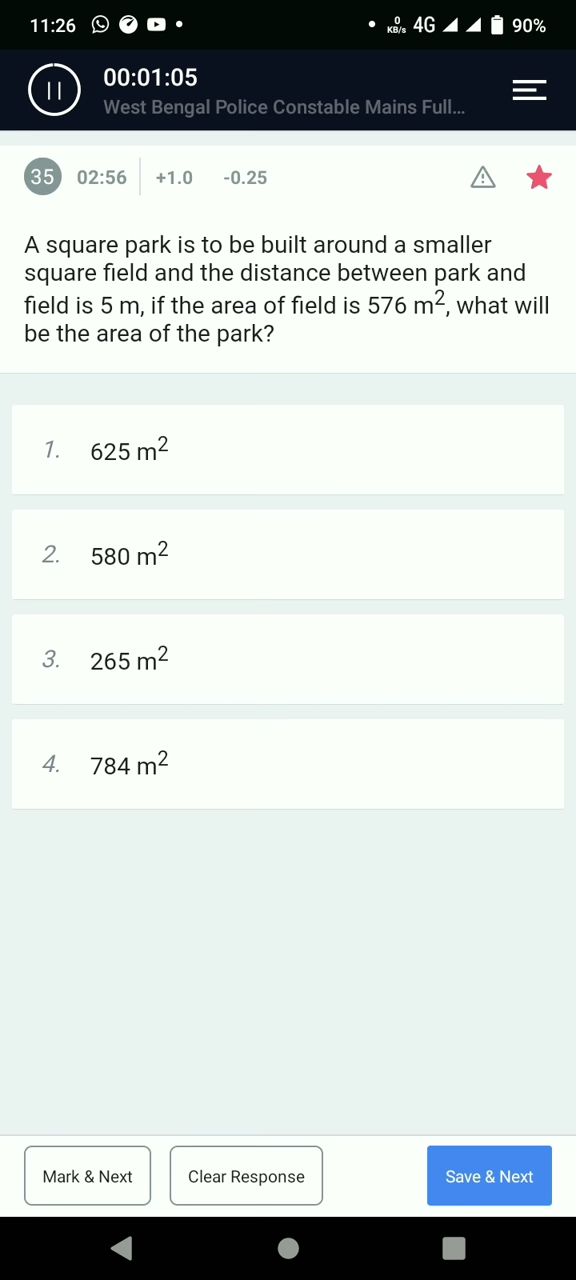 11:26
0 KB/s 4G 90%
00:01:05
West Bengal Police Constable Mains Full...
35 02:56 +1.0 -0.25
A square park is to be built around a smaller
square field and the distance between park and
field is 5 m, if the area of field is 576 m², what will
be the area of the park?
1. 625 m²
2. 580 m²
3. 265 m²
4. 784 m²
Mark & Next Clear Response Save & Next